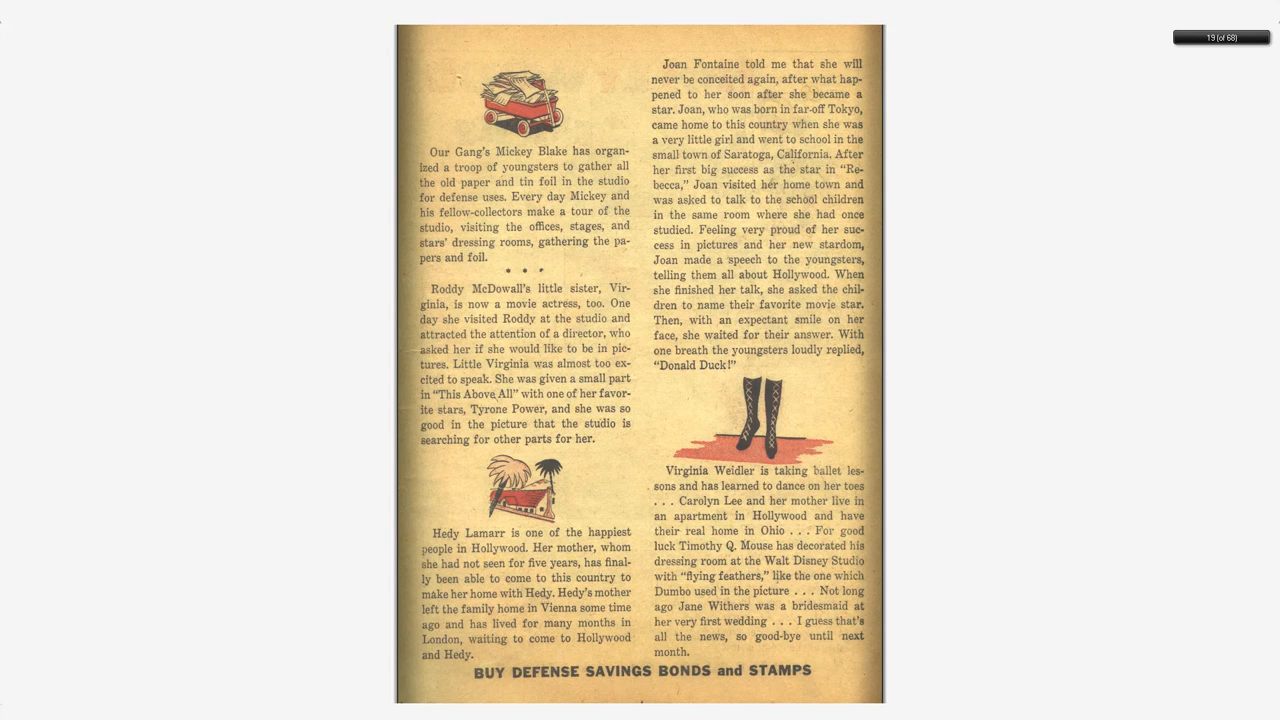 19 (of 68)
Our Gang's Mickey Blake has organ-
ized a troop of youngsters to gather all
the old paper and tin foil in the studio
for defense uses. Every day Mickey and
his fellow-collectors make a tour of the
studio, visiting the offices, stages, and
stars' dressing rooms, gathering the pa-
pers and foil.
• • •
Roddy McDowall's little sister, Vir-
ginia, is now a movie actress, too. One
day she visited Roddy at the studio and
attracted the attention of a director, who
asked her if she would like to be in pic-
tures. Little Virginia was almost too ex-
cited to speak. She was given a small part
in "This Above All" with one of her favor-
ite stars, Tyrone Power, and she was so
good in the picture that the studio is
searching for other parts for her.
Hedy Lamarr is one of the happiest
people in Hollywood. Her mother, whom
she had not seen for five years, has final-
ly been able to come to this country to
make her home with Hedy. Hedy's mother
left the family home in Vienna some time
ago and has lived for many months in
London, waiting to come to Hollywood
and Hedy.
Joan Fontaine told me that she will
never be conceited again, after what hap-
pened to her soon after she became a
star. Joan, who was born in far-off Tokyo,
came home to this country when she was
a very little girl and went to school in the
small town of Saratoga, California. After
her first big success as the star in "Re-
becca," Joan visited her home town and
was asked to talk to the school children
in the same room where she had once
studied. Feeling very proud of her suc-
cess in pictures and her new stardom,
Joan made a speech to the youngsters,
telling them all about Hollywood. When
she finished her talk, she asked the chil-
dren to name their favorite movie star.
Then, with an expectant smile on her
face, she waited for their answer. With
one breath the youngsters loudly replied,
"Donald Duck!"
Virginia Weidler is taking ballet les-
sons and has learned to dance on her toes
. . . Carolyn Lee and her mother live in
an apartment in Hollywood and have
their real home in Ohio . . . For good
luck Timothy Q. Mouse has decorated his
dressing room at the Walt Disney Studio
with "flying feathers," like the one which
Dumbo used in the picture . . . Not long
ago Jane Withers was a bridesmaid at
her very first wedding . . . I guess that's
all the news, so good-bye until next
month.
BUY DEFENSE SAVINGS BONDS and STAMPS